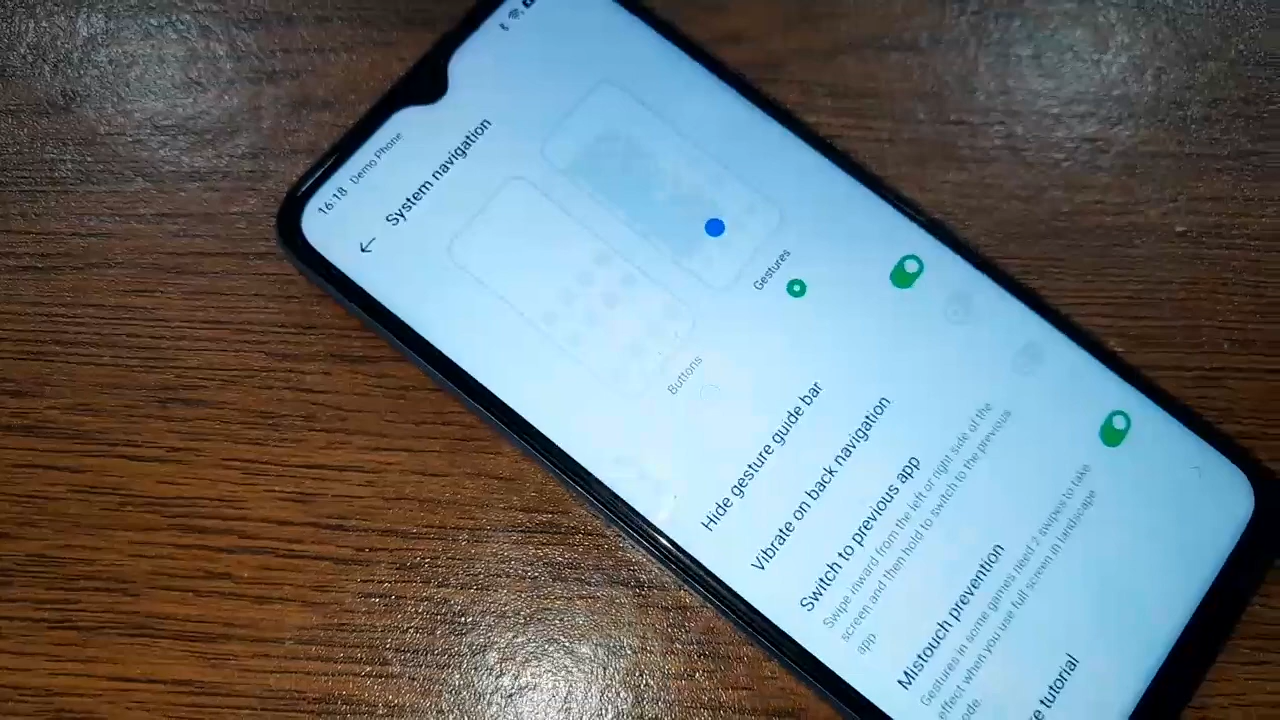 16:18 Demo Phone
System navigation
Buttons
Gestures
Hide gesture guide bar
Vibrate on back navigation
Switch to previous app
Swipe inward from the left or right side of the
screen and then hold to switch to the previous
app
Mistouch prevention
Gestures in some games need 2 swipes to take
effect when you use full screen in landscape
ode.
tutorial